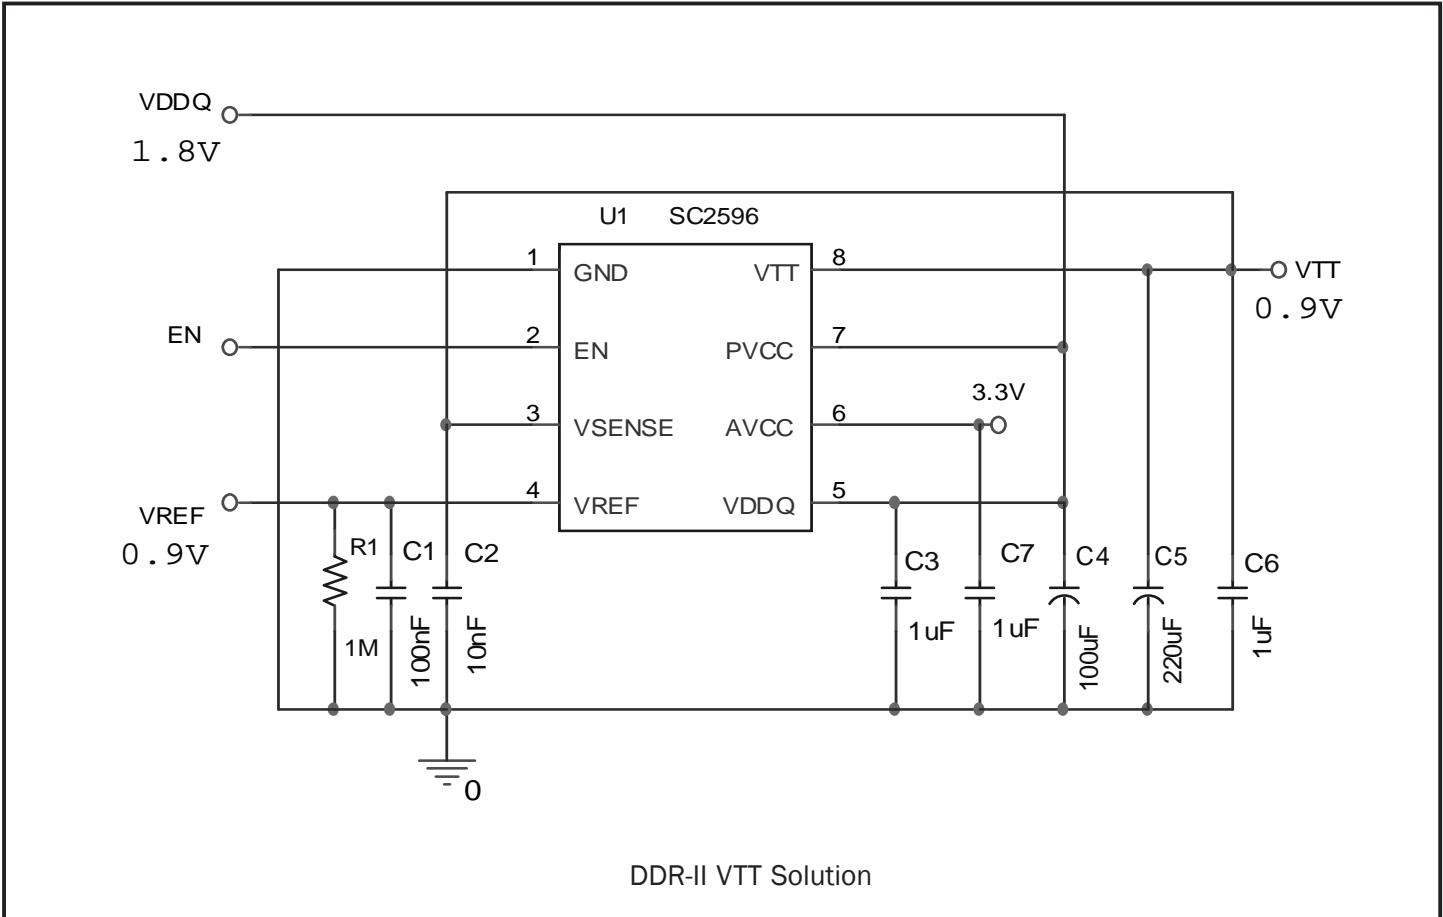 VDDQ
1.8V
U1 SC2596
1 GND VTT 8
VTT
0.9V
EN
2 EN PVCC 7
3.3V
3 VSENSE AVCC 6
4 VREF VDDQ 5
VREF
0.9V
R1 C1 C2
C3 C7 C4 C5 C6
1M 100nF 10nF
1uF 1uF 100uF 220uF 1uF
0
DDR-II VTT Solution